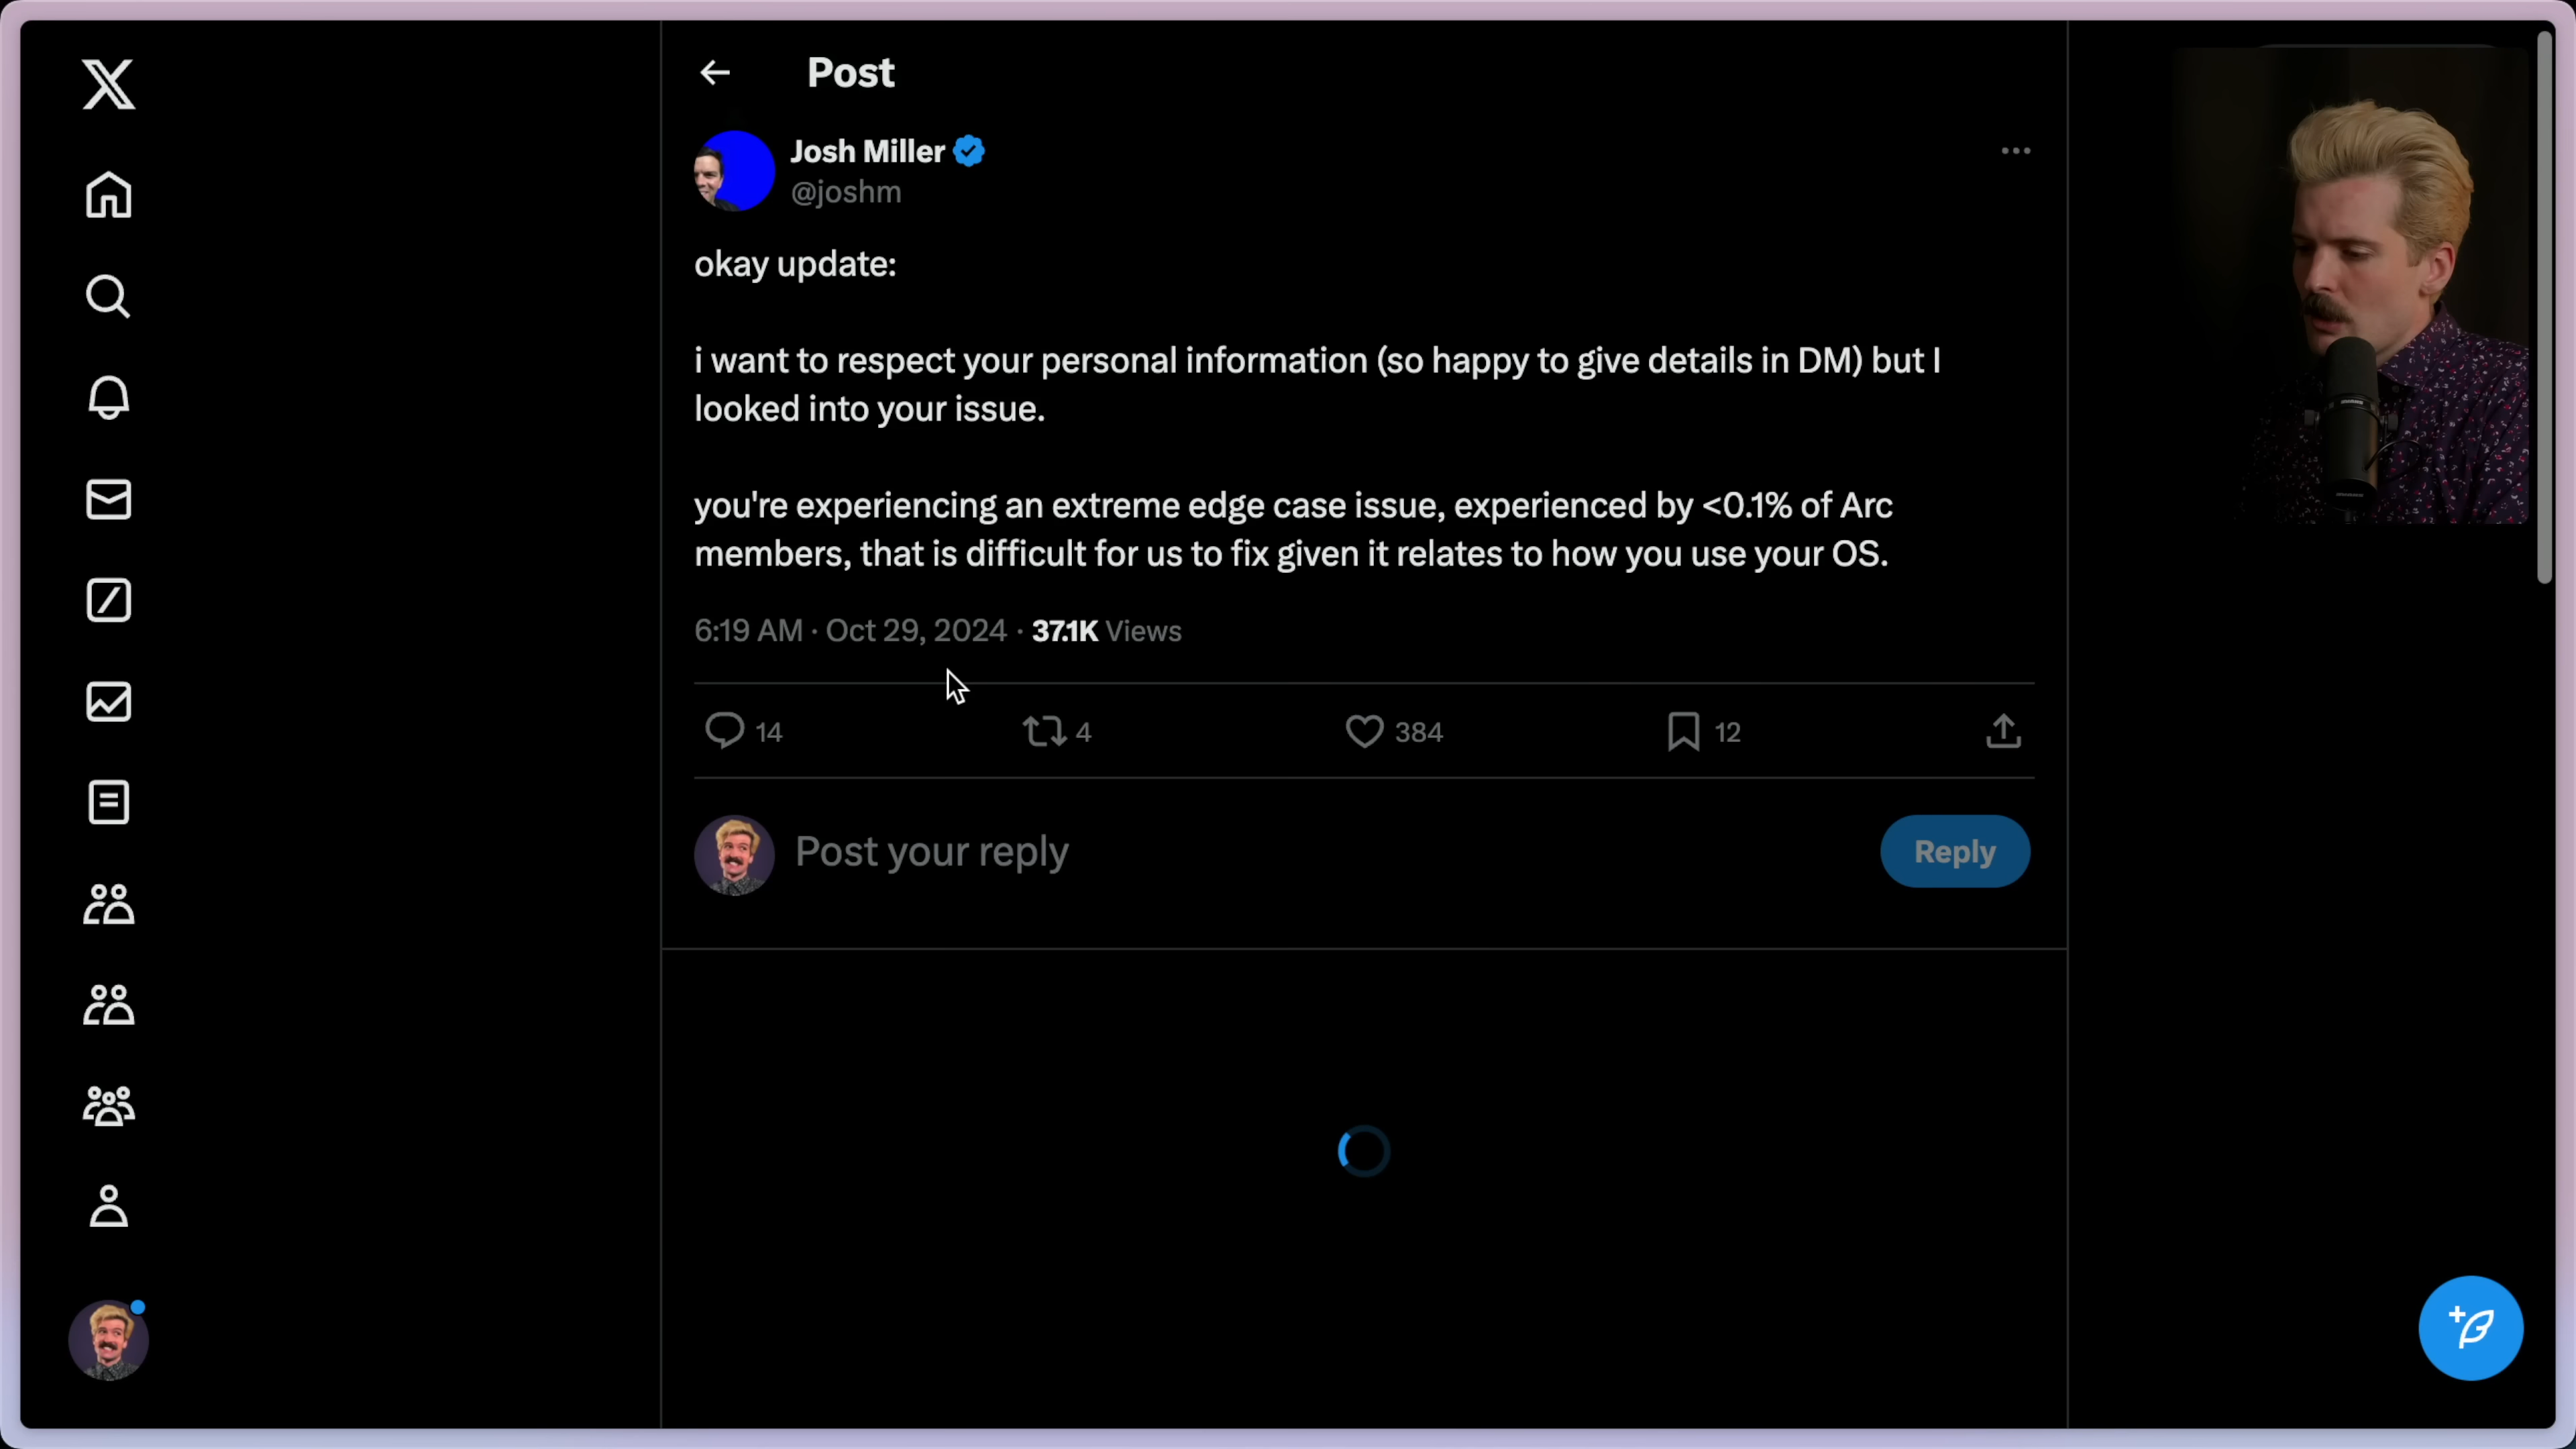 Post
Josh Miller
@joshm
okay update:
i want to respect your personal information (so happy to give details in DM) but I
looked into your issue.
you're experiencing an extreme edge case issue, experienced by <0.1% of Arc
members, that is difficult for us to fix given it relates to how you use your OS.
6:19 AM · Oct 29, 2024 · 37.1K Views
14 4 384 12
Post your reply
Reply